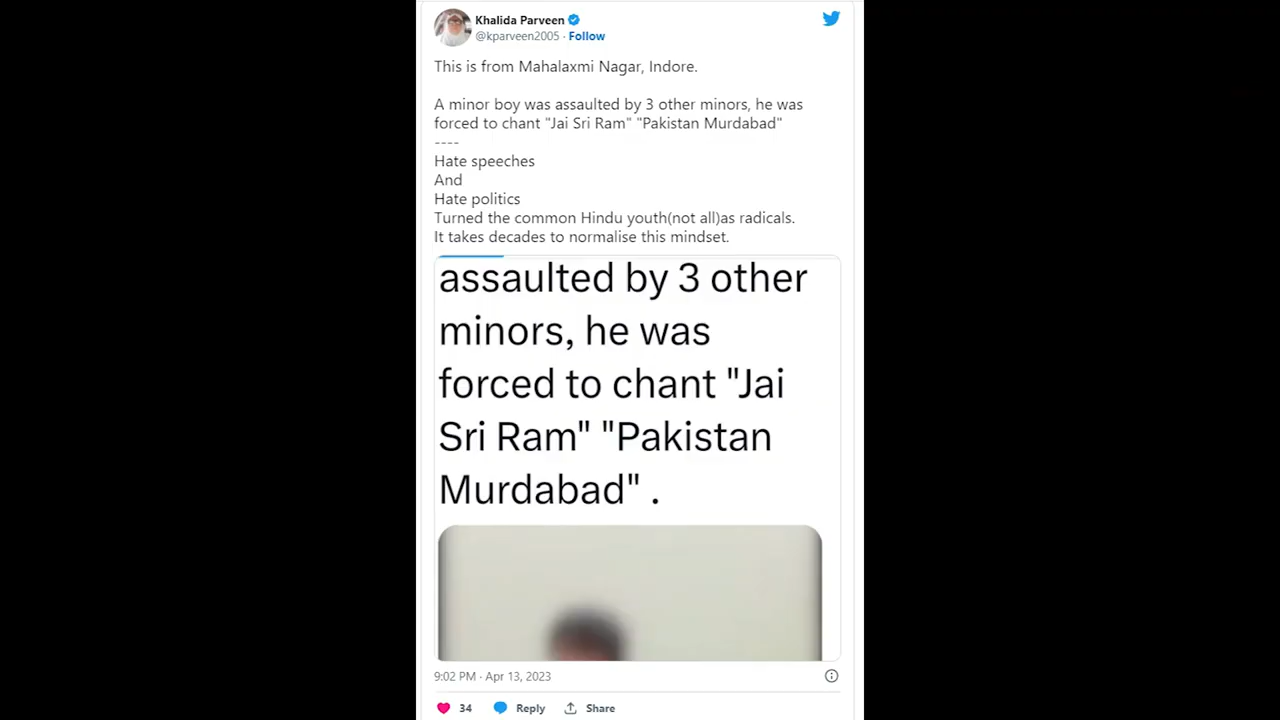 Khalida Parveen
@kparveen2005 · Follow
This is from Mahalaxmi Nagar, Indore.
A minor boy was assaulted by 3 other minors, he was
forced to chant "Jai Sri Ram" "Pakistan Murdabad"
----
Hate speeches
And
Hate politics
Turned the common Hindu youth(not all)as radicals.
It takes decades to normalise this mindset.
assaulted by 3 other
minors, he was
forced to chant "Jai
Sri Ram" "Pakistan
Murdabad" .
9:02 PM · Apr 13, 2023
34 Reply Share